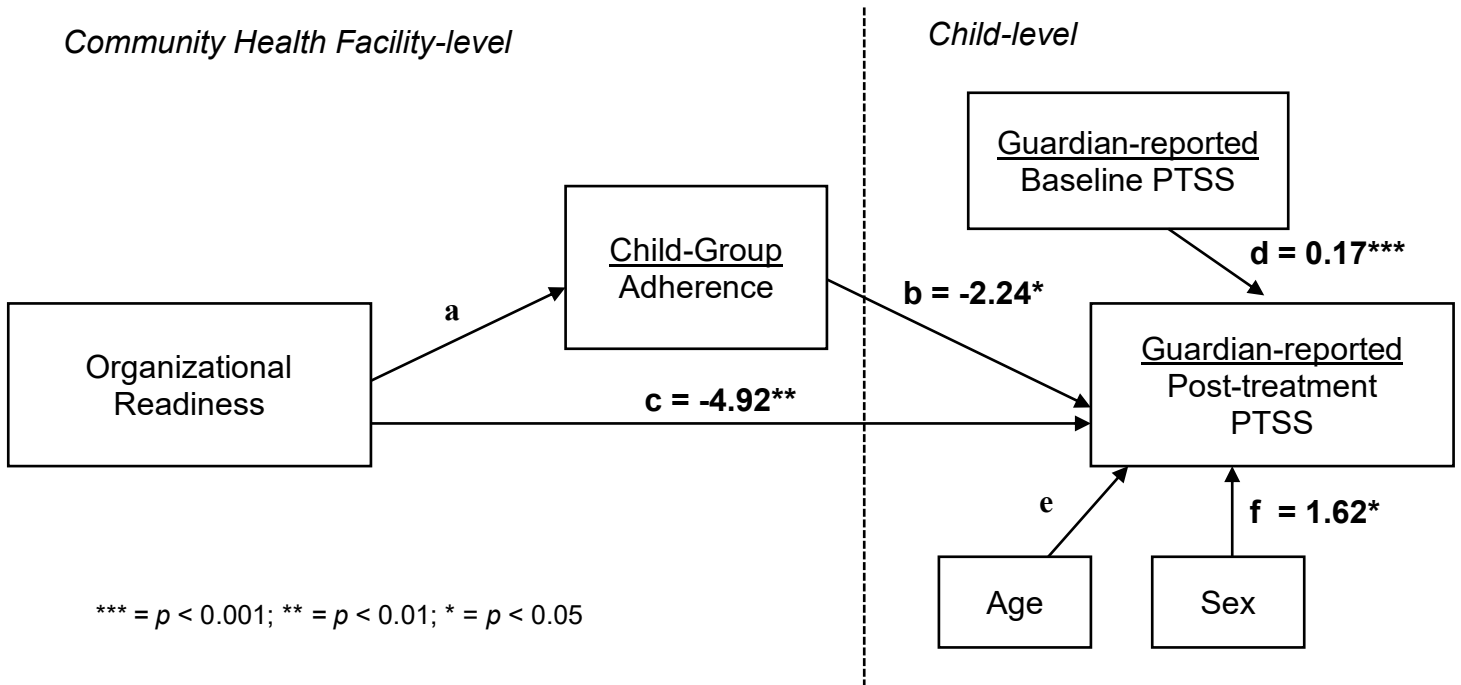 Community Health Facility-level
Child-level
Guardian-reported
Baseline PTSS
d = 0.17***
Child-Group
Adherence
b = -2.24*
a
Organizational
Readiness
c = -4.92**
Guardian-reported
Post-treatment
PTSS
e
f  = 1.62*
Age
Sex
*** = p < 0.001; ** = p < 0.01; * = p < 0.05